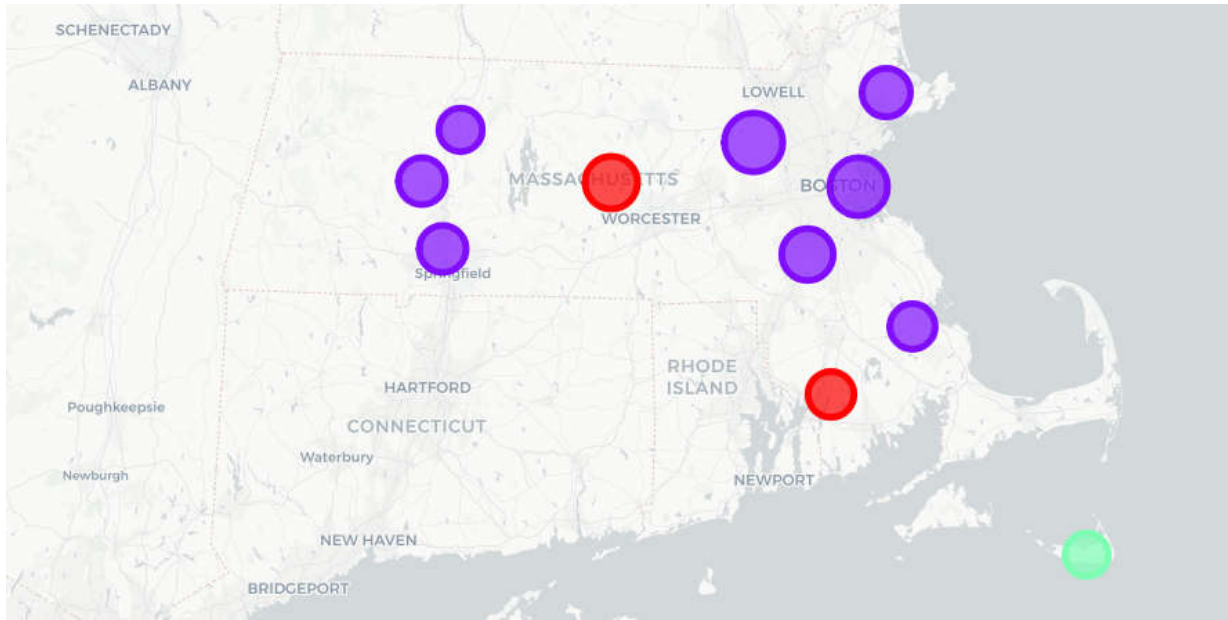 SCHENECTADY
ALBANY
LOWELL
MASSACHUSETTS
BOSTON
WORCESTER
Springfield
RHODE
ISLAND
HARTFORD
Poughkeepsie
CONNECTICUT
Waterbury
Newburgh
NEWPORT
NEW HAVEN
BRIDGEPORT